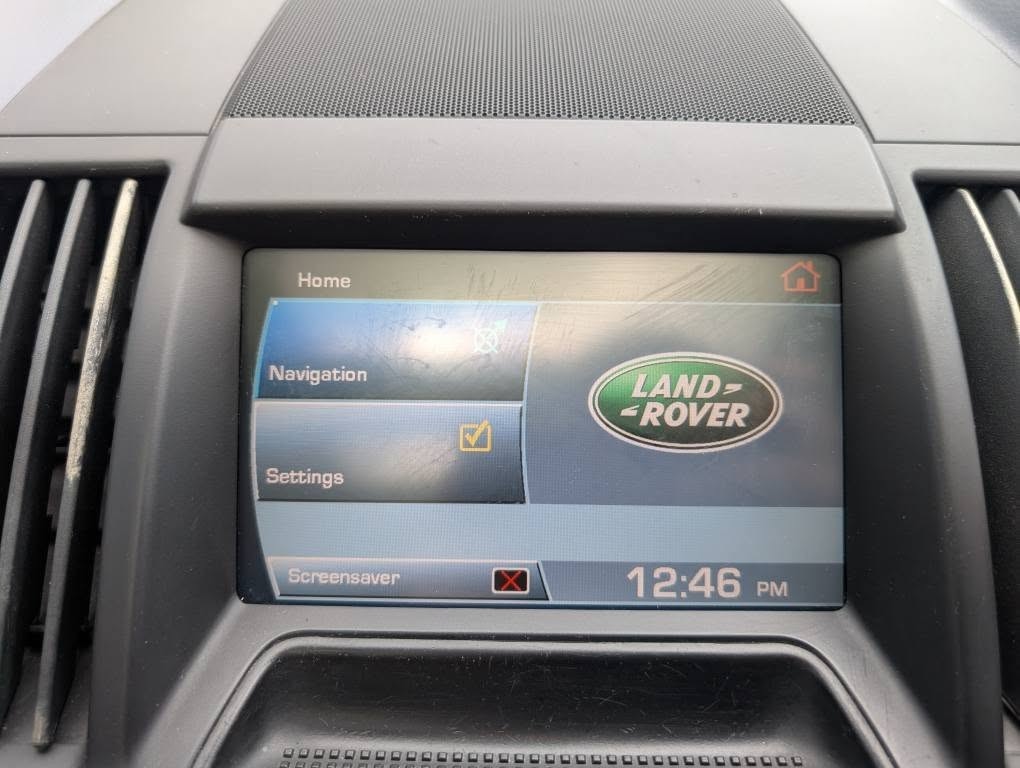 Home
Navigation
LAND
ROVER
Settings
Screensaver
12:46 PM